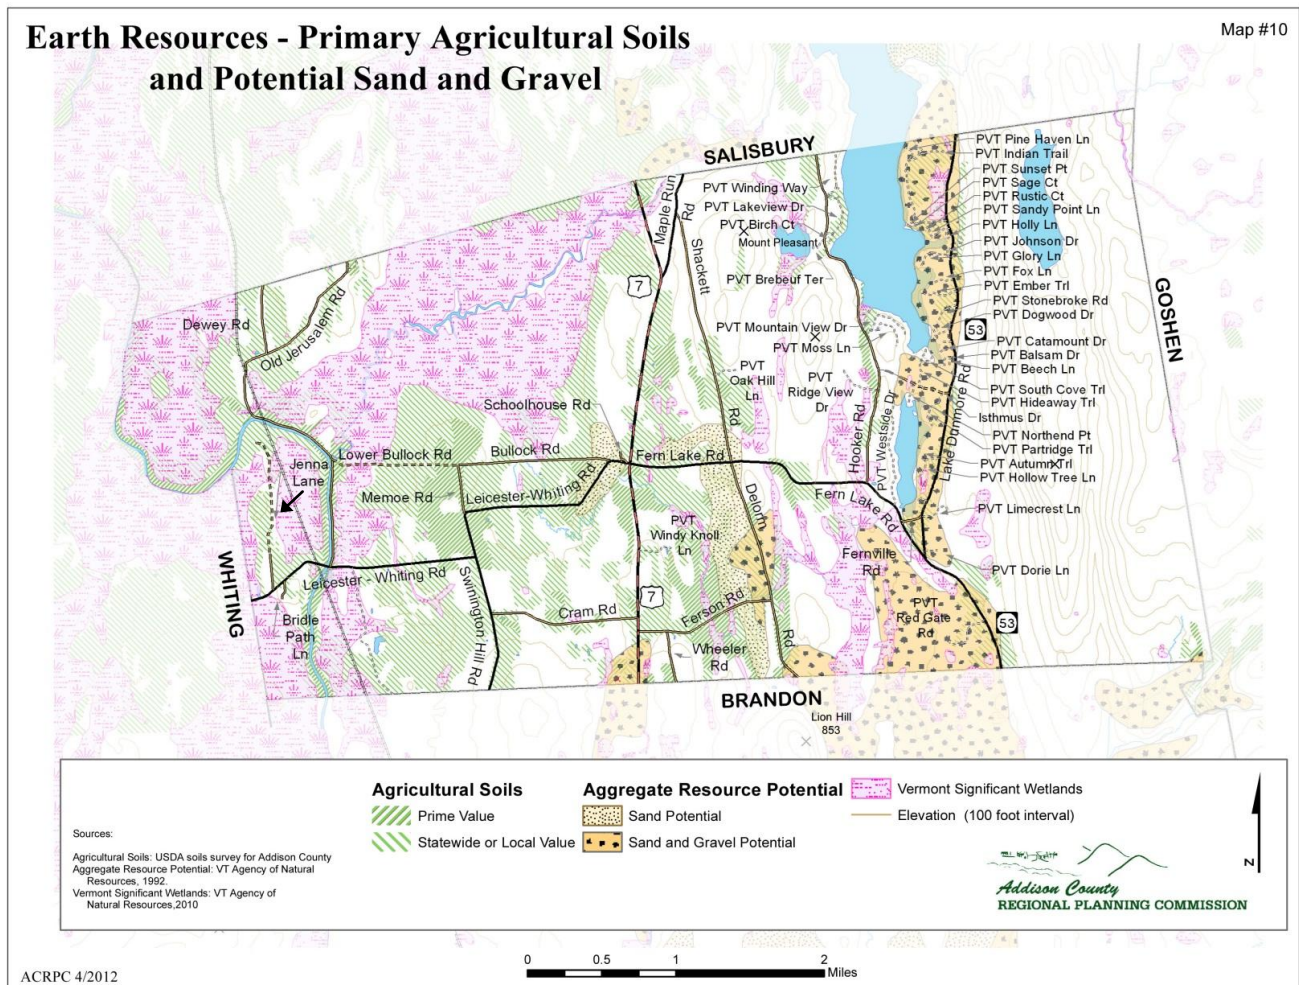 Earth Resources - Primary Agricultural Soils
and Potential Sand and Gravel
Map #10
SALISBURY
PVT Pine Haven Ln
PVT Indian Trail
PVT Sunset Pt
PVT Sage Ct
PVT Rustic Ct
PVT Sandy Point Ln
PVT Holly Ln
PVT Johnson Dr
PVT Glory Ln
PVT Fox Ln
PVT Ember Trl
PVT Stonebroke Rd
PVT Dogwood Dr
53
PVT Catamount Dr
PVT Balsam Dr
PVT Beech Ln
PVT South Cove Trl
PVT Hideaway Trl
Isthmus Dr
PVT Northend Pt
PVT Partridge Trl
PVT Autumn Trl
PVT Hollow Tree Ln
PVT Limecrest Ln
PVT Dorie Ln
GOSHEN
Maple Run
Rd
Shackett
Rd
PVT Winding Way
PVT Lakeview Dr
PVT Birch Ct
Mount Pleasant
PVT Brebeuf Ter
7
PVT Mountain View Dr
PVT Moss Ln
PVT
Oak Hill
Ln
PVT
Ridge View
Dr
Hooker Rd
PVT Westside Dr
Lake Dunmore Rd
Dewey Rd
Old Jerusalem Rd
Schoolhouse Rd
Lower Bullock Rd
Bullock Rd
Fern Lake Rd
Jenna
Lane
Memoe Rd
Leicester-Whiting Rd
Delorm
Rd
Fern Lake Rd
PVT
Windy Knoll
Ln
Fernville
Rd
WHITING
Leicester - Whiting Rd
Swinington Hill Rd
Cram Rd
7
Ferson Rd
PVT
Red Gate
Rd
53
Bridle
Path
Ln
Wheeler
Rd
BRANDON
Lion Hill
853
Sources:
Agricultural Soils: USDA soils survey for Addison County
Aggregate Resource Potential: VT Agency of Natural
Resources, 1992.
Vermont Significant Wetlands: VT Agency of
Natural Resources,2010
Agricultural Soils
Prime Value
Statewide or Local Value
Aggregate Resource Potential
Sand Potential
Sand and Gravel Potential
Vermont Significant Wetlands
Elevation (100 foot interval)
N
Addison County
REGIONAL PLANNING COMMISSION
0 0.5 1 2
Miles
ACRPC 4/2012